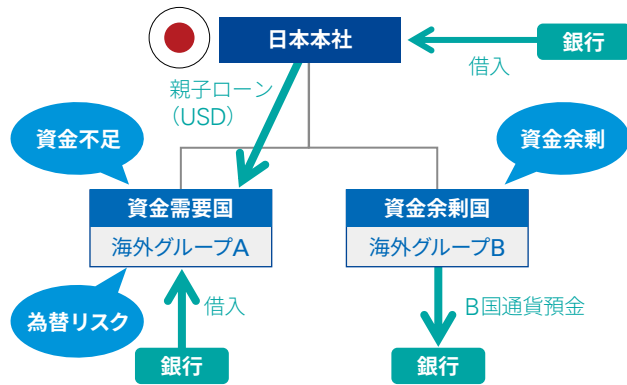 日本本社
銀行
借入
親子ローン
（USD）
資金不足
資金余剰
資金需要国
海外グループA
資金余剰国
海外グループB
為替リスク
借入
B国通貨預金
銀行
銀行